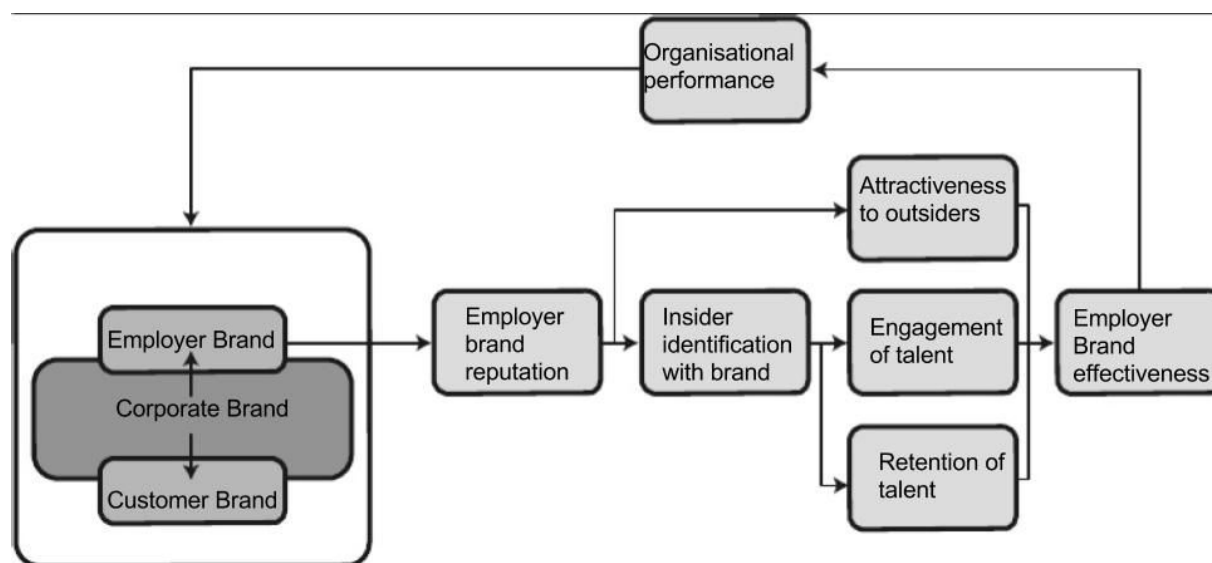 Organisational
performance
Attractiveness
to outsiders
Employer Brand
Corporate Brand
Customer Brand
Employer
brand
reputation
Insider
identification
with brand
Engagement
of talent
Retention of
talent
Employer
Brand
effectiveness